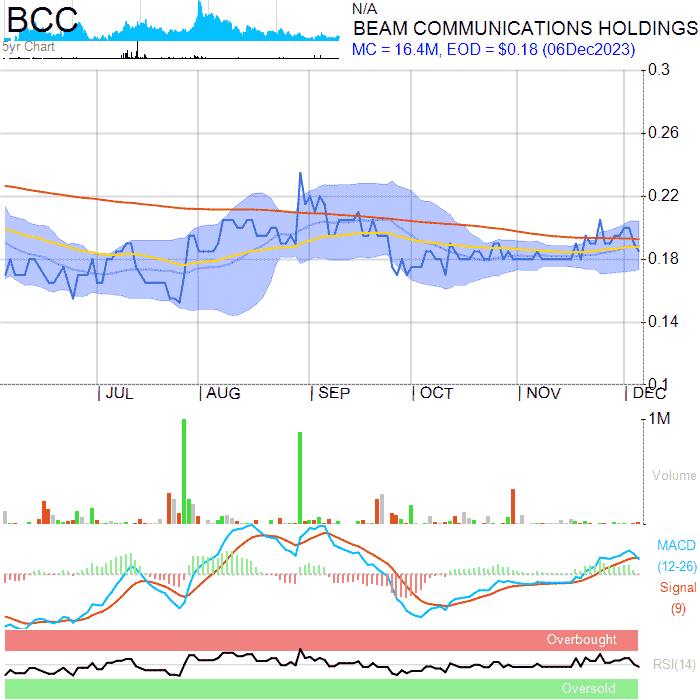 BCC
5yr Chart
N/A
BEAM COMMUNICATIONS HOLDINGS
MC = 16.4M, EOD = $0.18 (06Dec2023)
0.3
0.26
0.22
0.18
0.14
0.1
JUL
AUG
SEP
OCT
NOV
DEC
1M
Volume
MACD
(12-26)
Signal
(9)
Overbought
RSI(14)
Oversold